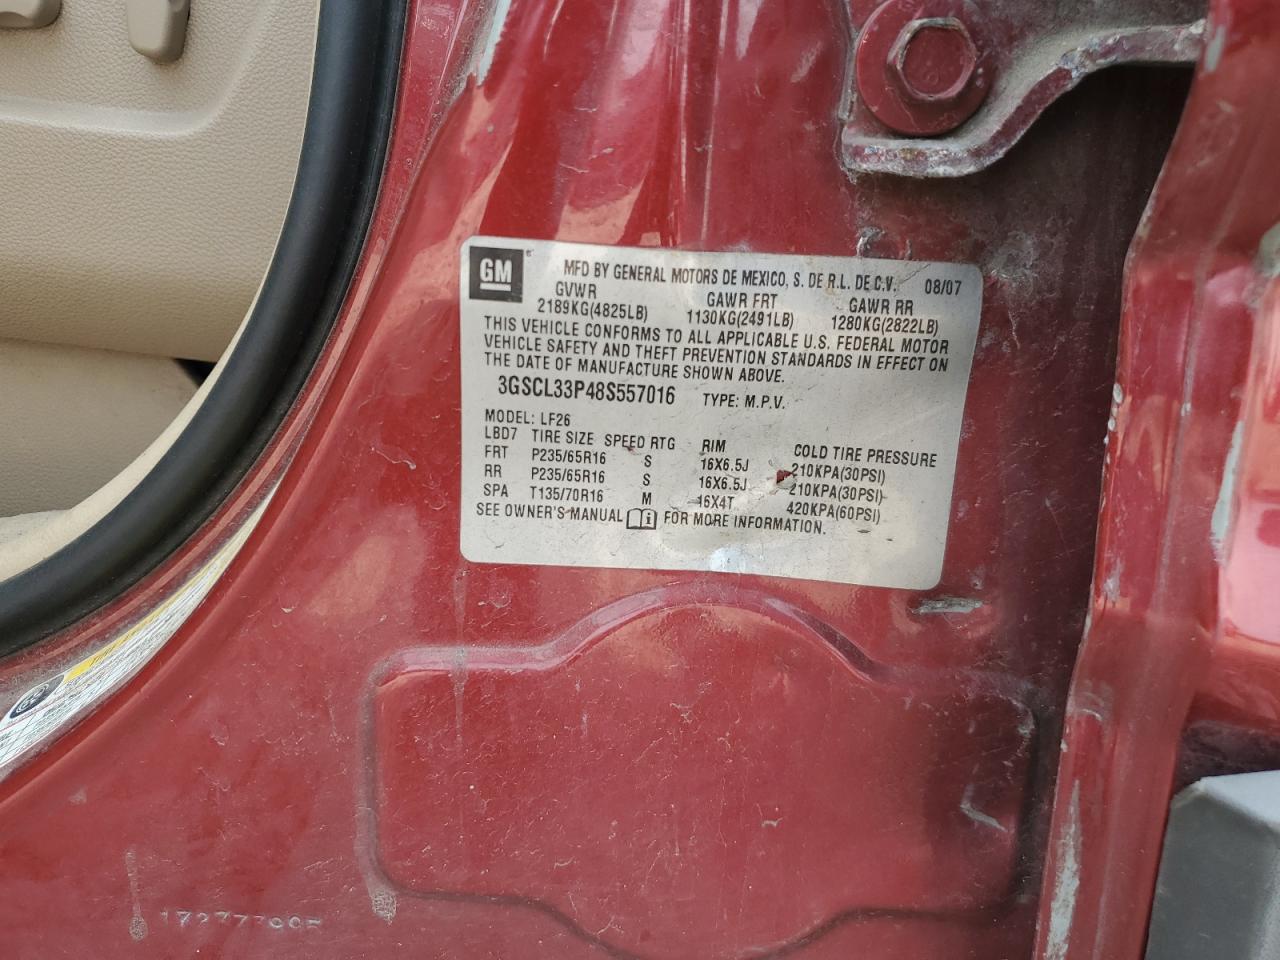 GM
MFD BY GENERAL MOTORS DE MEXICO, S. DE R.L. DE C.V. 08/07
GVWR GAWR FRT GAWR RR
2189KG(4825LB) 1130KG(2491LB) 1280KG(2822LB)
THIS VEHICLE CONFORMS TO ALL APPLICABLE U.S. FEDERAL MOTOR
VEHICLE SAFETY AND THEFT PREVENTION STANDARDS IN EFFECT ON
THE DATE OF MANUFACTURE SHOWN ABOVE.
3GSCL33P48S557016 TYPE: M.P.V.
MODEL: LF26
LBD7 TIRE SIZE SPEED RTG RIM COLD TIRE PRESSURE
FRT P235/65R16 S 16X6.5J 210KPA(30PSI)
RR P235/65R16 S 16X6.5J 210KPA(30PSI)
SPA T135/70R16 M 16X4T 420KPA(60PSI)
SEE OWNER'S MANUAL i FOR MORE INFORMATION.